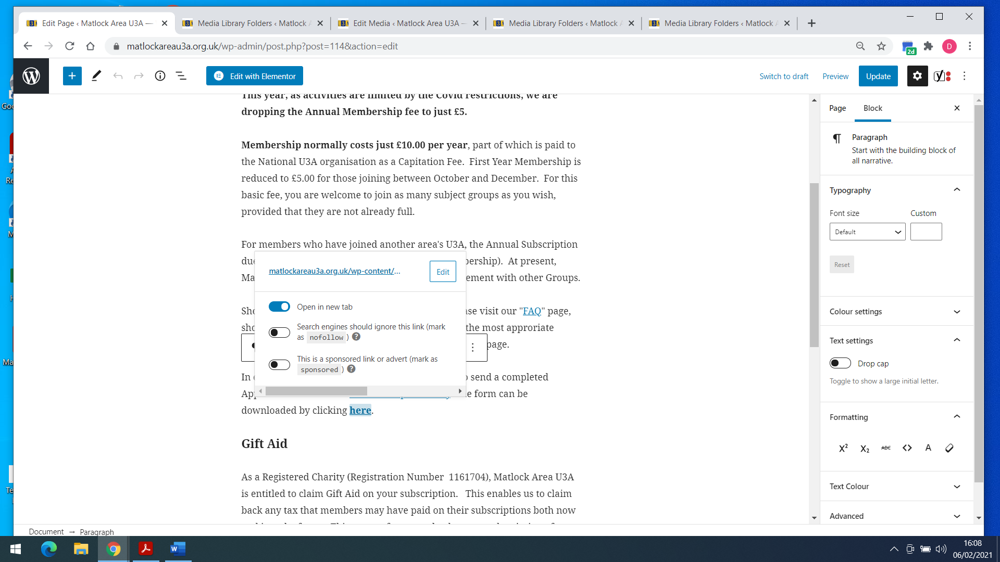 Edit Page ‹ Matlock Area U3A —
Media Library Folders ‹ Matlock A
Edit Media ‹ Matlock Area U3A —
Media Library Folders ‹ Matlock A
Media Library Folders ‹ Matlock A
matlockareau3a.org.uk/wp-admin/post.php?post=114&action=edit
2d
D
Edit with Elementor
Switch to draft
Preview
Update
This year, as activities are limited by the Covid restrictions, we are
dropping the Annual Membership fee to just £5.
Membership normally costs just £10.00 per year, part of which is paid to
the National U3A organisation as a Capitation Fee.  First Year Membership is
reduced to £5.00 for those joining between October and December.  For this
basic fee, you are welcome to join as many subject groups as you wish,
provided that they are not already full.
For members who have joined another area's U3A, the Annual Subscription
due
bership).  At present,
Ma
ement with other Groups.
matlockareau3a.org.uk/wp-content/...
Edit
Open in new tab
Search engines should ignore this link (mark
as nofollow )
This is a sponsored link or advert (mark as
sponsored )
Sho
se visit our "FAQ" page,
sho
the most approriate
page.
In
o send a completed
App
e form can be
downloaded by clicking here.
Gift Aid
As a Registered Charity (Registration Number  1161704), Matlock Area U3A
is entitled to claim Gift Aid on your subscription.   This enables us to claim
back any tax that members may have paid on their subscriptions both now
Page
Block
Paragraph
Start with the building block of
all narrative.
Typography
Font size
Custom
Default
Reset
Colour settings
Text settings
Drop cap
Toggle to show a large initial letter.
Formatting
X²
X₂
ABC
A
Text Colour
Advanced
Document → Paragraph
Goo
A
Re
M
H
Ma
Te
16:08
06/02/2021